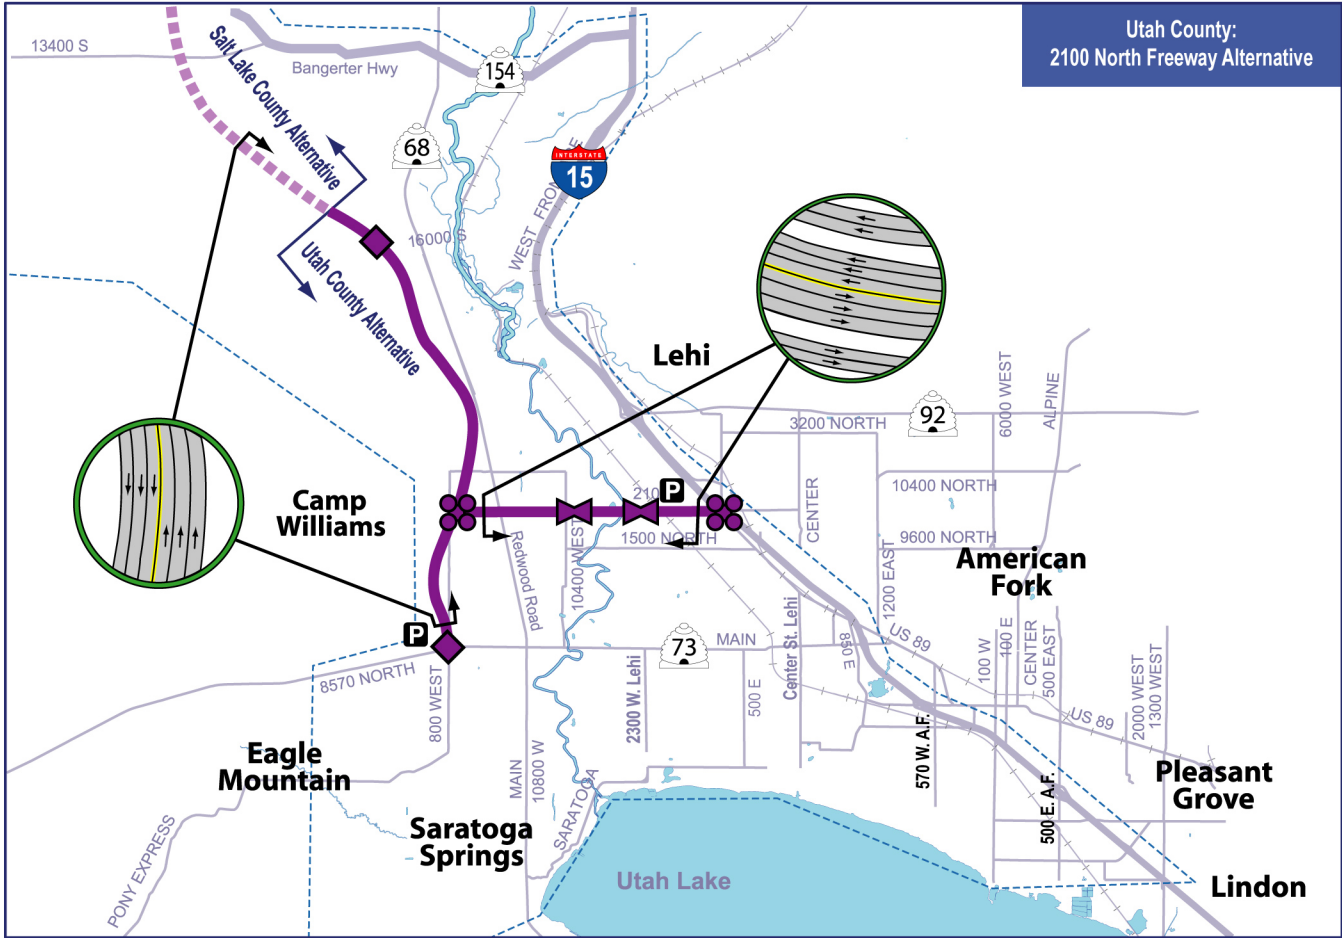 Utah County:
2100 North Freeway Alternative
13400 S
Bangerter Hwy
154
Salt Lake County Alternative
68
INTERSTATE
15
WEST FRON
E
16000 S
Utah County Alternative
Lehi
92
3200 NORTH
6000 WEST
ALPINE
CENTER
10400 NORTH
9600 NORTH
Camp
Williams
210
P
1500 NORTH
10400 WEST
Redwood Road
American
Fork
1200 EAST
P
73
MAIN
8570 NORTH
800 WEST
2300 W. Lehi
500 E
Center St. Lehi
850 E
US 89
100 W
100 E
CENTER
500 EAST
US 89
2000 WEST
1300 WEST
570 W. A.F.
500 E. A.F.
Eagle
Mountain
MAIN
10800 W
SARATOGA
Saratoga
Springs
PONY EXPRESS
Utah Lake
Pleasant
Grove
Lindon